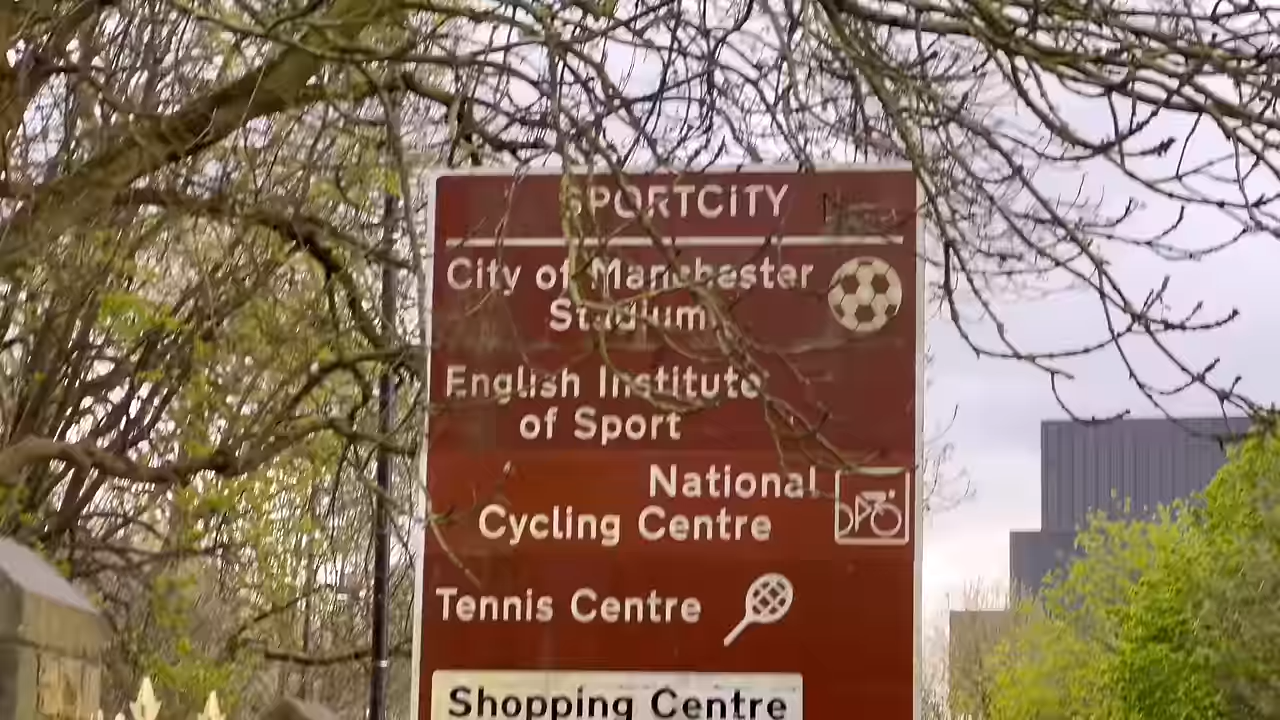 SPORTCITY
City of Manchester
Stadium
English Institute
of Sport
National
Cycling Centre
Tennis Centre
Shopping Centre